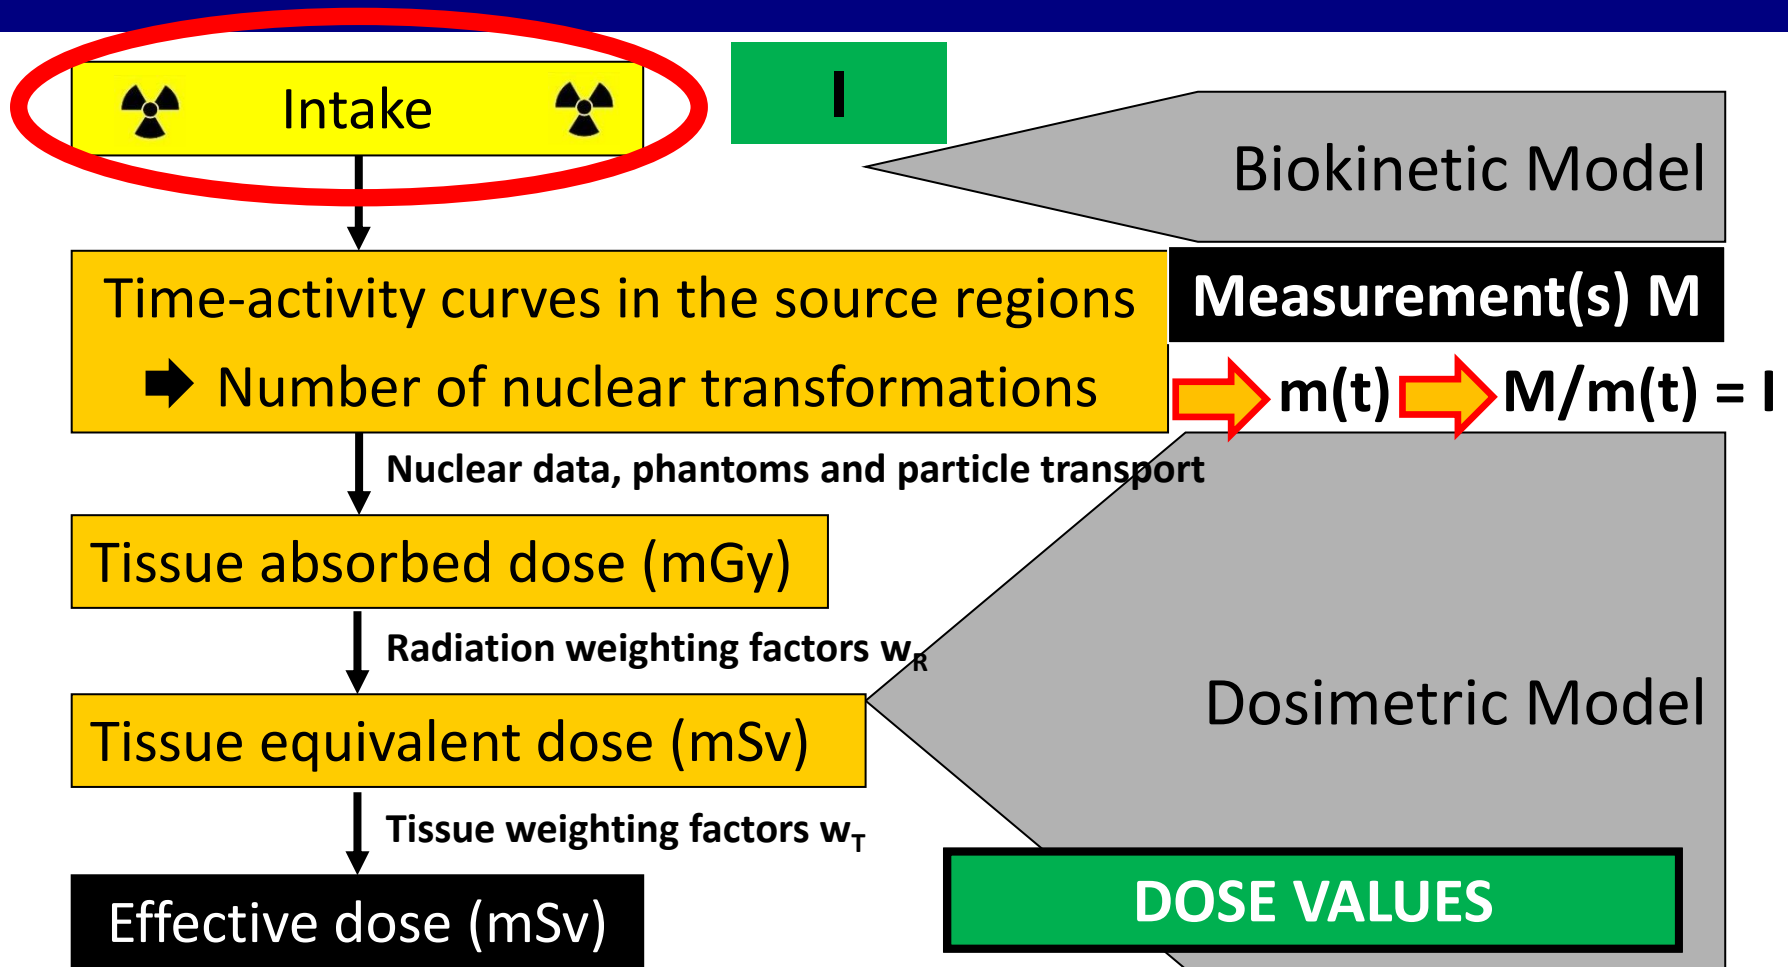 Intake
I
Biokinetic Model
Time-activity curves in the source regions
Measurement(s) M
Number of nuclear transformations
m(t)
M/m(t) = I
Nuclear data, phantoms and particle transport
Tissue absorbed dose (mGy)
Radiation weighting factors wR
Dosimetric Model
Tissue equivalent dose (mSv)
Tissue weighting factors wT
DOSE VALUES
Effective dose (mSv)